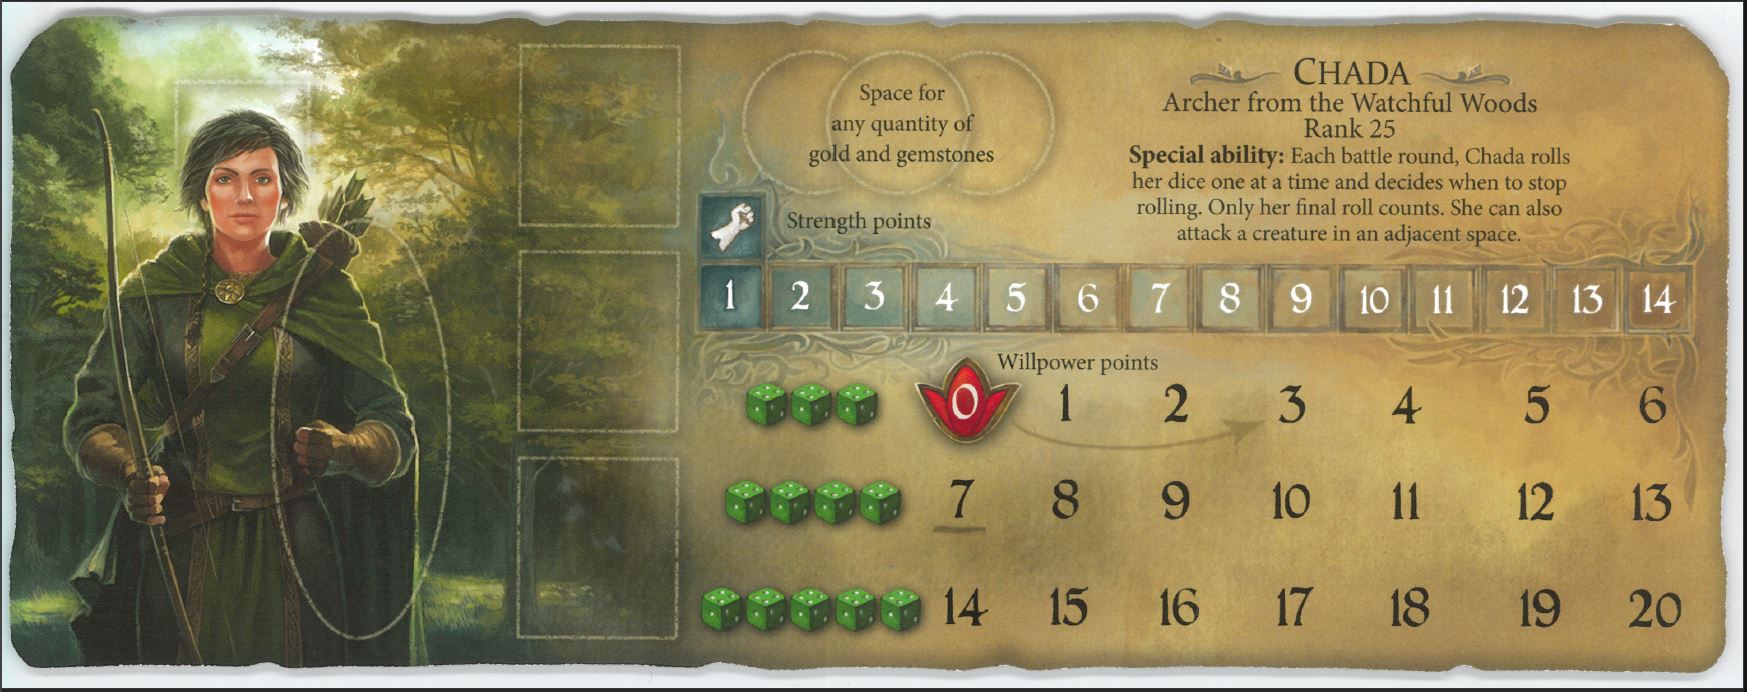 Space for
any quantity of
gold and gemstones
CHADA
Archer from the Watchful Woods
Rank 25
Special ability: Each battle round, Chada rolls
her dice one at a time and decides when to stop
rolling. Only her final roll counts. She can also
attack a creature in an adjacent space.
Strength points
1 2 3 4 5 6 7 8 9 10 11 12 13 14
Willpower points
0 1 2 3 4 5 6
7 8 9 10 11 12 13
14 15 16 17 18 19 20